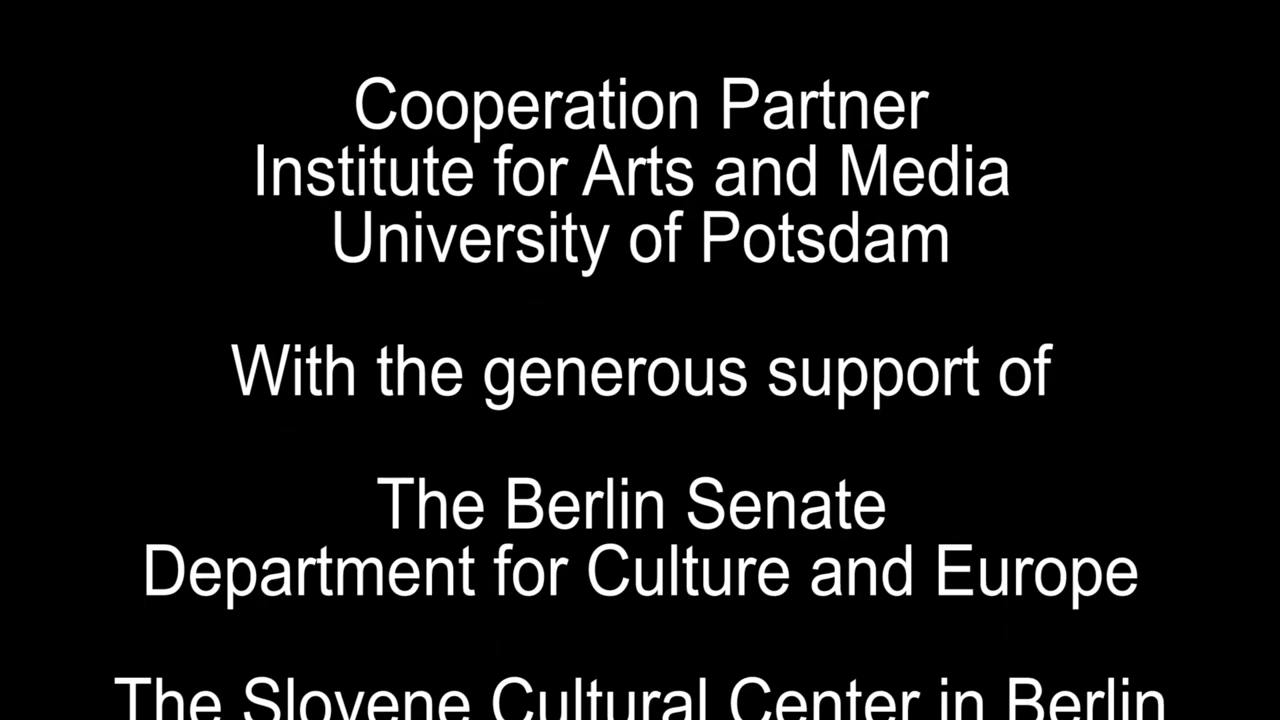 Cooperation Partner
Institute for Arts and Media
University of Potsdam
With the generous support of
The Berlin Senate
Department for Culture and Europe
The Slovene Cultural Center in Berlin